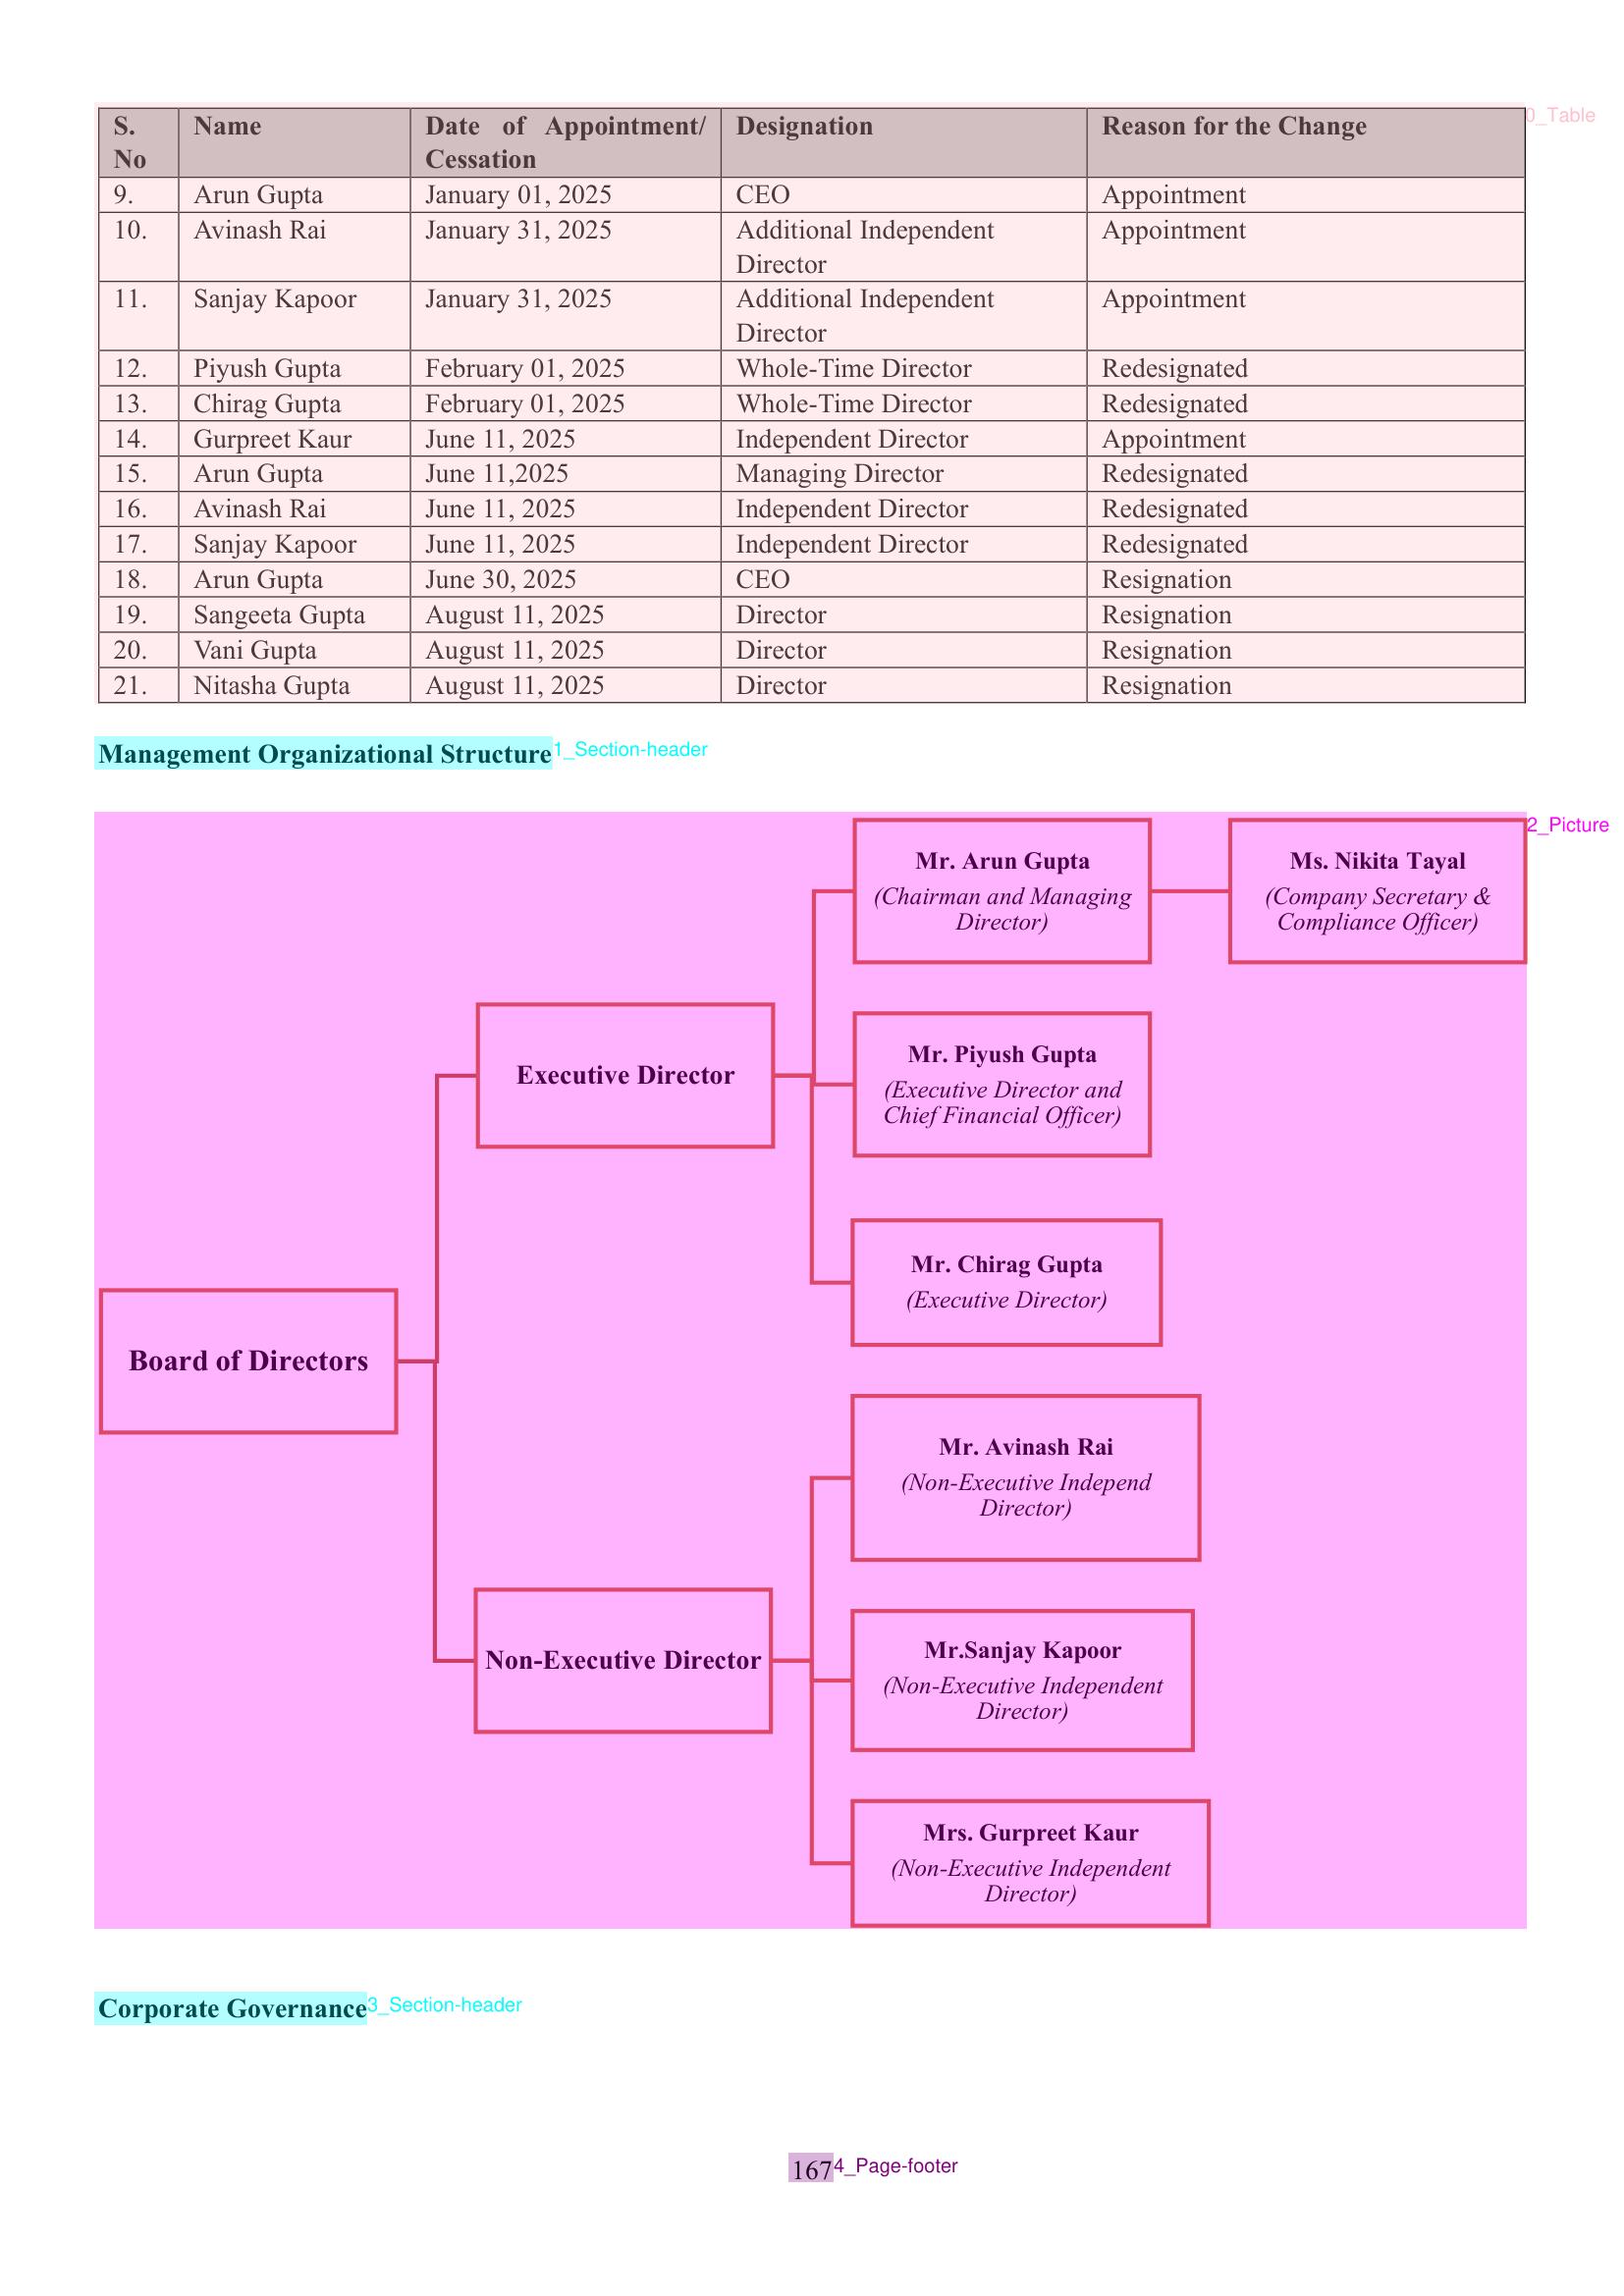 S. No Name Date of Appointment/ Cessation Designation Reason for the Change
9. Arun Gupta January 01, 2025 CEO Appointment
10. Avinash Rai January 31, 2025 Additional Independent Director Appointment
11. Sanjay Kapoor January 31, 2025 Additional Independent Director Appointment
12. Piyush Gupta February 01, 2025 Whole-Time Director Redesignated
13. Chirag Gupta February 01, 2025 Whole-Time Director Redesignated
14. Gurpreet Kaur June 11, 2025 Independent Director Appointment
15. Arun Gupta June 11,2025 Managing Director Redesignated
16. Avinash Rai June 11, 2025 Independent Director Redesignated
17. Sanjay Kapoor June 11, 2025 Independent Director Redesignated
18. Arun Gupta June 30, 2025 CEO Resignation
19. Sangeeta Gupta August 11, 2025 Director Resignation
20. Vani Gupta August 11, 2025 Director Resignation
21. Nitasha Gupta August 11, 2025 Director Resignation
0_Table
Management Organizational Structure
1_Section-header
2_Picture
Board of Directors
Executive Director
Mr. Arun Gupta
(Chairman and Managing
Director)
Ms. Nikita Tayal
(Company Secretary &
Compliance Officer)
Mr. Piyush Gupta
(Executive Director and
Chief Financial Officer)
Mr. Chirag Gupta
(Executive Director)
Non-Executive Director
Mr. Avinash Rai
(Non-Executive Independ
Director)
Mr.Sanjay Kapoor
(Non-Executive Independent
Director)
Mrs. Gurpreet Kaur
(Non-Executive Independent
Director)
Corporate Governance
3_Section-header
167
4_Page-footer